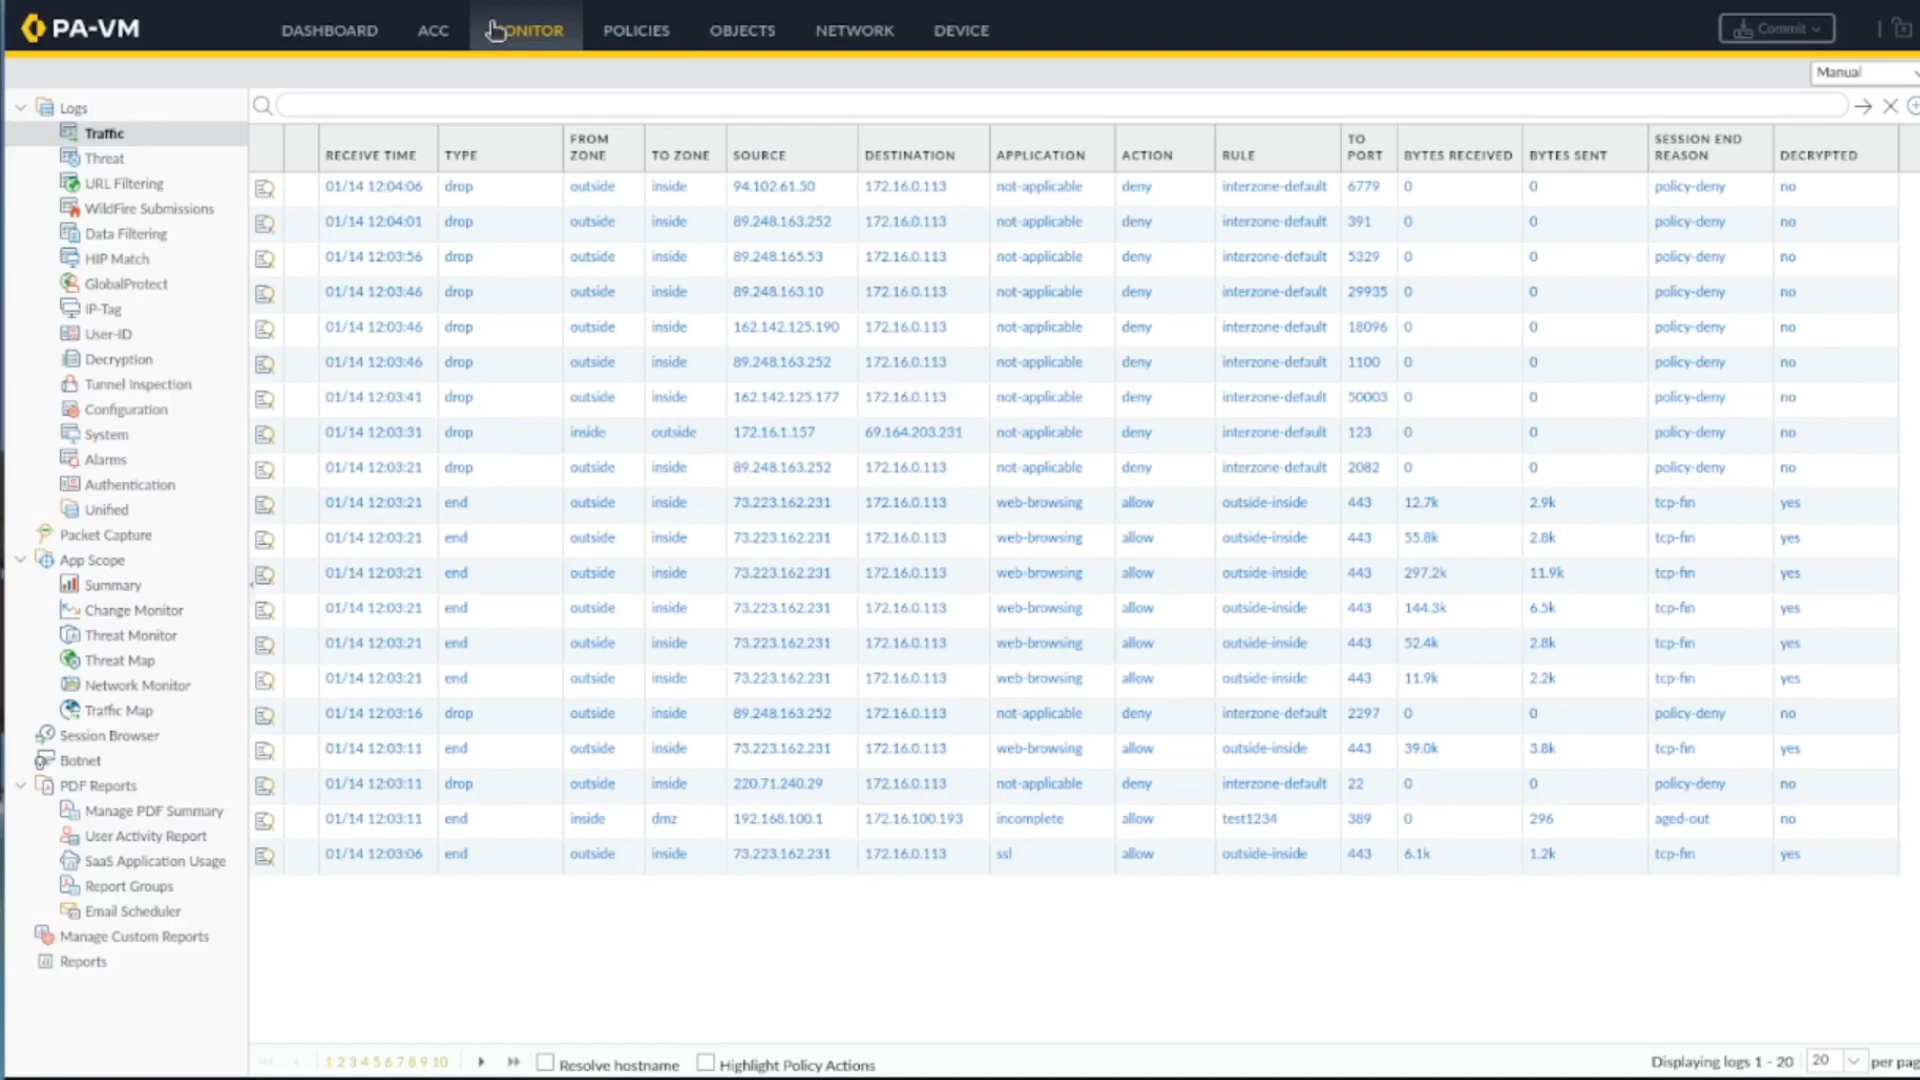 PA-VM
DASHBOARD ACC MONITOR POLICIES OBJECTS NETWORK DEVICE Commit
Manual
Logs
Traffic
Threat
URL Filtering
WildFire Submissions
Data Filtering
HIP Match
GlobalProtect
IP-Tag
User-ID
Decryption
Tunnel Inspection
Configuration
System
Alarms
Authentication
Unified
Packet Capture
App Scope
Summary
Change Monitor
Threat Monitor
Threat Map
Network Monitor
Traffic Map
Session Browser
Botnet
PDF Reports
Manage PDF Summary
User Activity Report
SaaS Application Usage
Report Groups
Email Scheduler
Manage Custom Reports
Reports
RECEIVE TIME TYPE FROM ZONE TO ZONE SOURCE DESTINATION APPLICATION ACTION RULE TO PORT BYTES RECEIVED BYTES SENT SESSION END REASON DECRYPTED
01/14 12:04:06 drop outside inside 94.102.61.50 172.16.0.113 not-applicable deny interzone-default 6779 0 0 policy-deny no
01/14 12:04:01 drop outside inside 89.248.163.252 172.16.0.113 not-applicable deny interzone-default 391 0 0 policy-deny no
01/14 12:03:56 drop outside inside 89.248.165.53 172.16.0.113 not-applicable deny interzone-default 5329 0 0 policy-deny no
01/14 12:03:46 drop outside inside 89.248.163.10 172.16.0.113 not-applicable deny interzone-default 29935 0 0 policy-deny no
01/14 12:03:46 drop outside inside 162.142.125.190 172.16.0.113 not-applicable deny interzone-default 18096 0 0 policy-deny no
01/14 12:03:46 drop outside inside 89.248.163.252 172.16.0.113 not-applicable deny interzone-default 1100 0 0 policy-deny no
01/14 12:03:41 drop outside inside 162.142.125.177 172.16.0.113 not-applicable deny interzone-default 50003 0 0 policy-deny no
01/14 12:03:31 drop inside outside 172.16.1.157 69.164.203.231 not-applicable deny interzone-default 123 0 0 policy-deny no
01/14 12:03:21 drop outside inside 89.248.163.252 172.16.0.113 not-applicable deny interzone-default 2082 0 0 policy-deny no
01/14 12:03:21 end outside inside 73.223.162.231 172.16.0.113 web-browsing allow outside-inside 443 12.7k 2.9k tcp-fin yes
01/14 12:03:21 end outside inside 73.223.162.231 172.16.0.113 web-browsing allow outside-inside 443 55.8k 2.8k tcp-fin yes
01/14 12:03:21 end outside inside 73.223.162.231 172.16.0.113 web-browsing allow outside-inside 443 297.2k 11.9k tcp-fin yes
01/14 12:03:21 end outside inside 73.223.162.231 172.16.0.113 web-browsing allow outside-inside 443 144.3k 6.5k tcp-fin yes
01/14 12:03:21 end outside inside 73.223.162.231 172.16.0.113 web-browsing allow outside-inside 443 52.4k 2.8k tcp-fin yes
01/14 12:03:21 end outside inside 73.223.162.231 172.16.0.113 web-browsing allow outside-inside 443 11.9k 2.2k tcp-fin yes
01/14 12:03:16 drop outside inside 89.248.163.252 172.16.0.113 not-applicable deny interzone-default 2297 0 0 policy-deny no
01/14 12:03:11 end outside inside 73.223.162.231 172.16.0.113 web-browsing allow outside-inside 443 39.0k 3.8k tcp-fin yes
01/14 12:03:11 drop outside inside 220.71.240.29 172.16.0.113 not-applicable deny interzone-default 22 0 0 policy-deny no
01/14 12:03:11 end inside dmz 192.168.100.1 172.16.100.193 incomplete allow test1234 389 0 296 aged-out no
01/14 12:03:06 end outside inside 73.223.162.231 172.16.0.113 ssl allow outside-inside 443 6.1k 1.2k tcp-fin yes
1 2 3 4 5 6 7 8 9 10 Resolve hostname Highlight Policy Actions Displaying logs 1 - 20 20 per pag